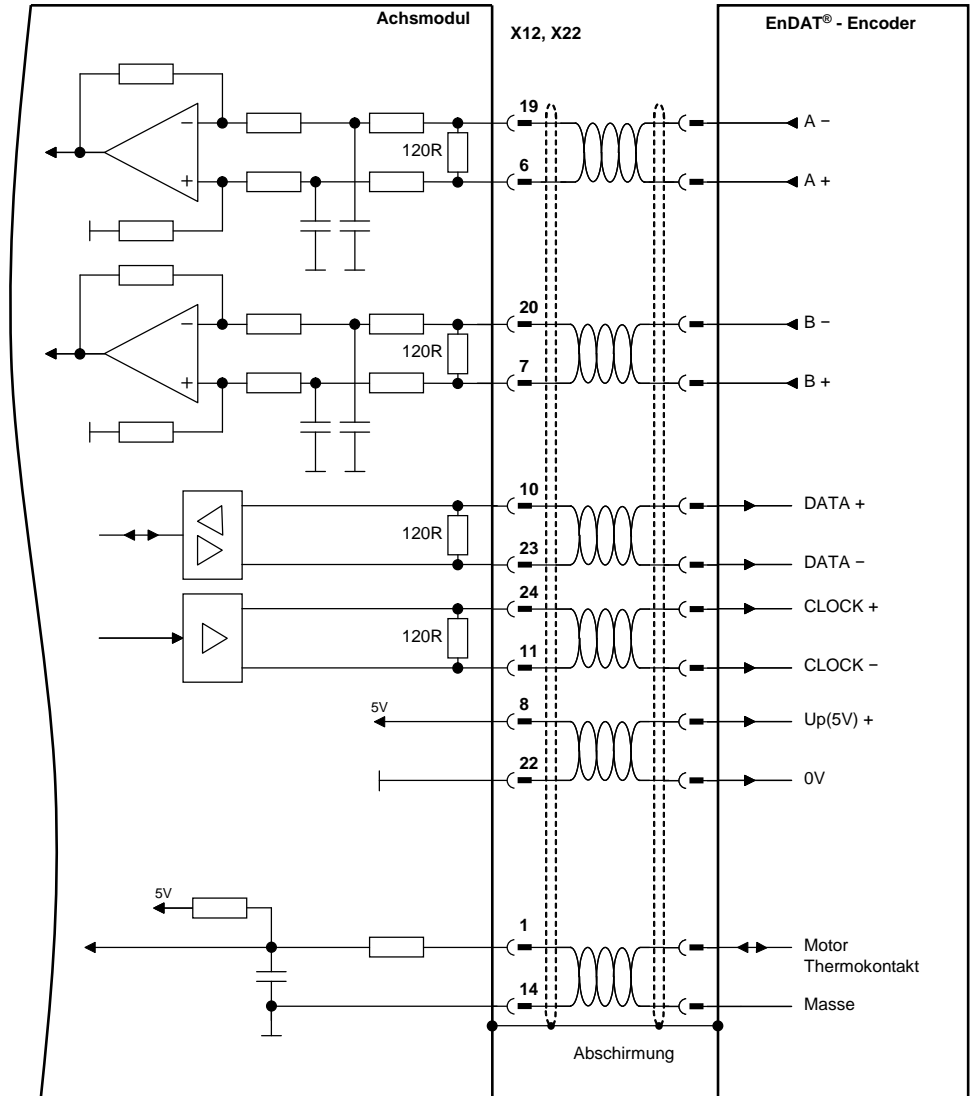 Achsmodul
X12, X22
EnDAT® - Encoder
19
A −
120R
6
A +
20
B −
120R
7
B +
10
DATA +
120R
23
DATA −
24
CLOCK +
120R
11
CLOCK −
5V
8
Up(5V) +
22
0V
5V
1
Motor
Thermokontakt
14
Masse
Abschirmung